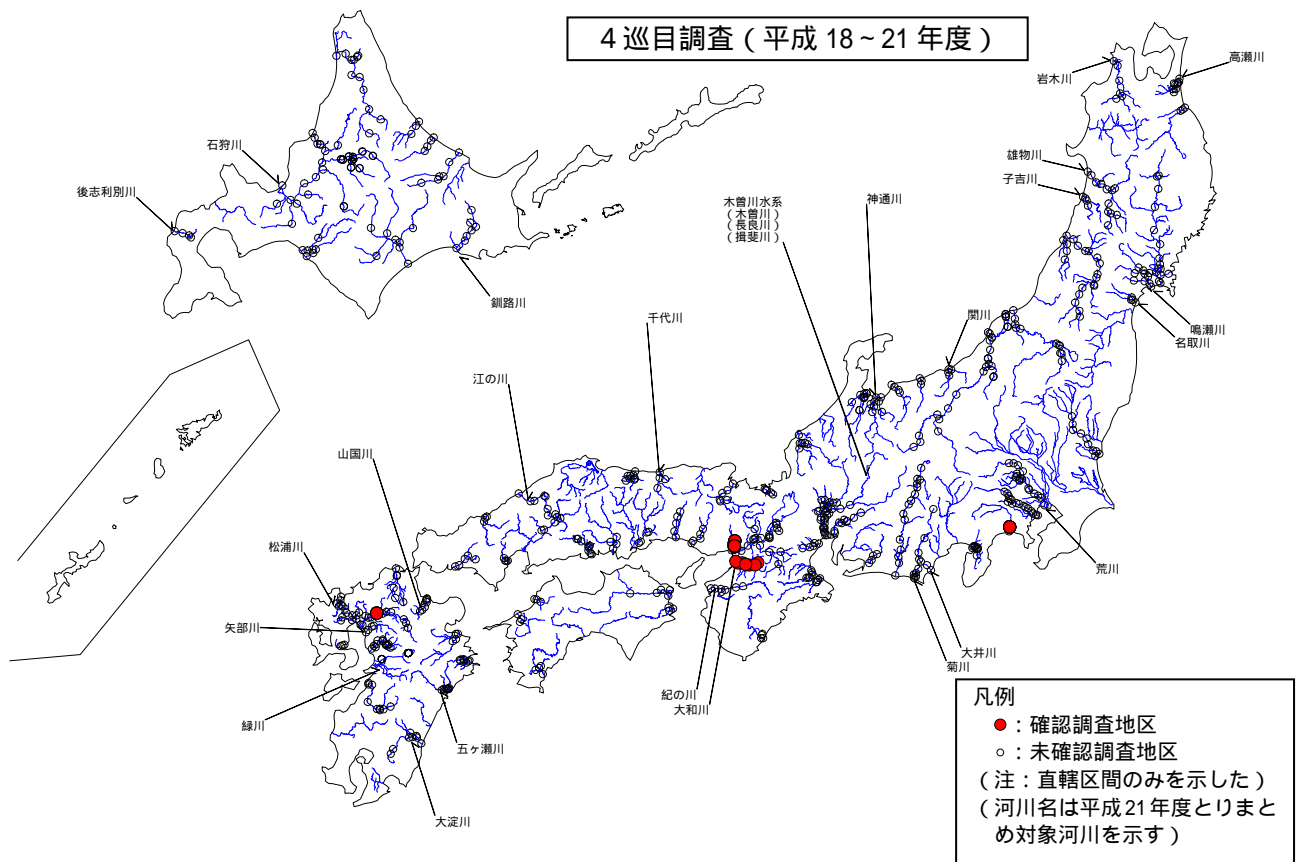 4巡目調査(平成 18~21 年度)
岩木川
高瀬川
石狩川
雄物川
子吉川
後志利別川
木曽川水系
(木曽川)
(長良川)
(揖斐川)
神通川
釧路川
千代川
関川
鳴瀬川
名取川
江の川
山国川
松浦川
荒川
矢部川
大井川
菊川
紀の川
大和川
緑川
五ヶ瀬川
大淀川
凡例
●:確認調査地区
○:未確認調査地区
(注:直轄区間のみを示した)
(河川名は平成21年度とりまと
め対象河川を示す)